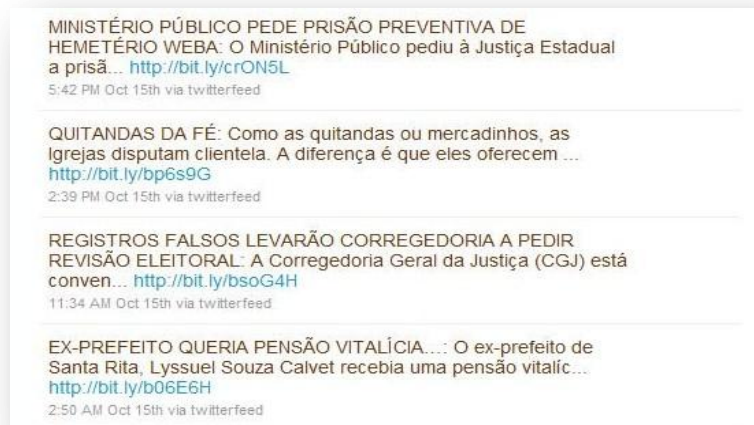 MINISTÉRIO PÚBLICO PEDE PRISÃO PREVENTIVA DE
HEMETÉRIO WEBA: O Ministério Público pediu à Justiça Estadual
a prisã... http://bit.ly/crON5L
5:42 PM Oct 15th via twitterfeed
QUITANDAS DA FÉ: Como as quitandas ou mercadinhos, as
Igrejas disputam clientela. A diferença é que eles oferecem ...
http://bit.ly/bp6s9G
2:39 PM Oct 15th via twitterfeed
REGISTROS FALSOS LEVARÃO CORREGEDORIA A PEDIR
REVISÃO ELEITORAL: A Corregedoria Geral da Justiça (CGJ) está
conven... http://bit.ly/bsoG4H
11:34 AM Oct 15th via twitterfeed
EX-PREFEITO QUERIA PENSÃO VITALÍCIA...: O ex-prefeito de
Santa Rita, Lyssuel Souza Calvet recebia uma pensão vitalíc...
http://bit.ly/b06E6H
2:50 AM Oct 15th via twitterfeed